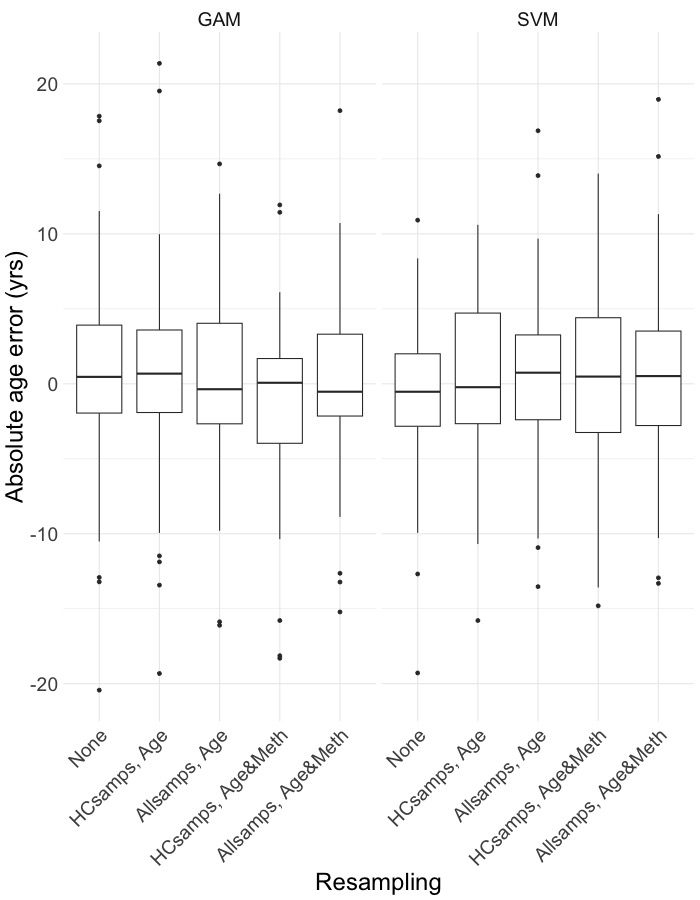 GAM
SVM
Absolute age error (yrs)
20
10
0
-10
-20
None
HCsamps, Age
Allsamps, Age
HCsamps, Age&Meth
Allsamps, Age&Meth
None
HCsamps, Age
Allsamps, Age
HCsamps, Age&Meth
Allsamps, Age&Meth
Resampling